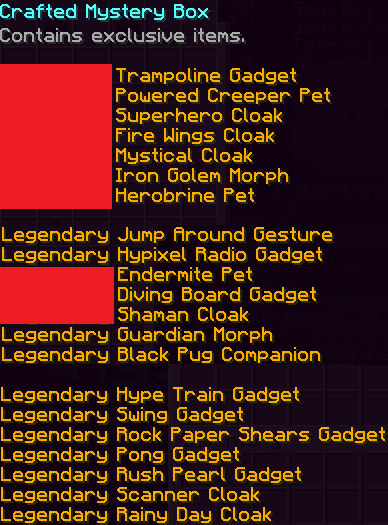 Crafted Mystery Box
Contains exclusive items.
Trampoline Gadget
Powered Creeper Pet
Superhero Cloak
Fire Wings Cloak
Mystical Cloak
Iron Golem Morph
Herobrine Pet
Legendary Jump Around Gesture
Legendary Hypixel Radio Gadget
Endermite Pet
Diving Board Gadget
Shaman Cloak
Legendary Guardian Morph
Legendary Black Pug Companion
Legendary Hype Train Gadget
Legendary Swing Gadget
Legendary Rock Paper Shears Gadget
Legendary Pong Gadget
Legendary Rush Pearl Gadget
Legendary Scanner Cloak
Legendary Rainy Day Cloak